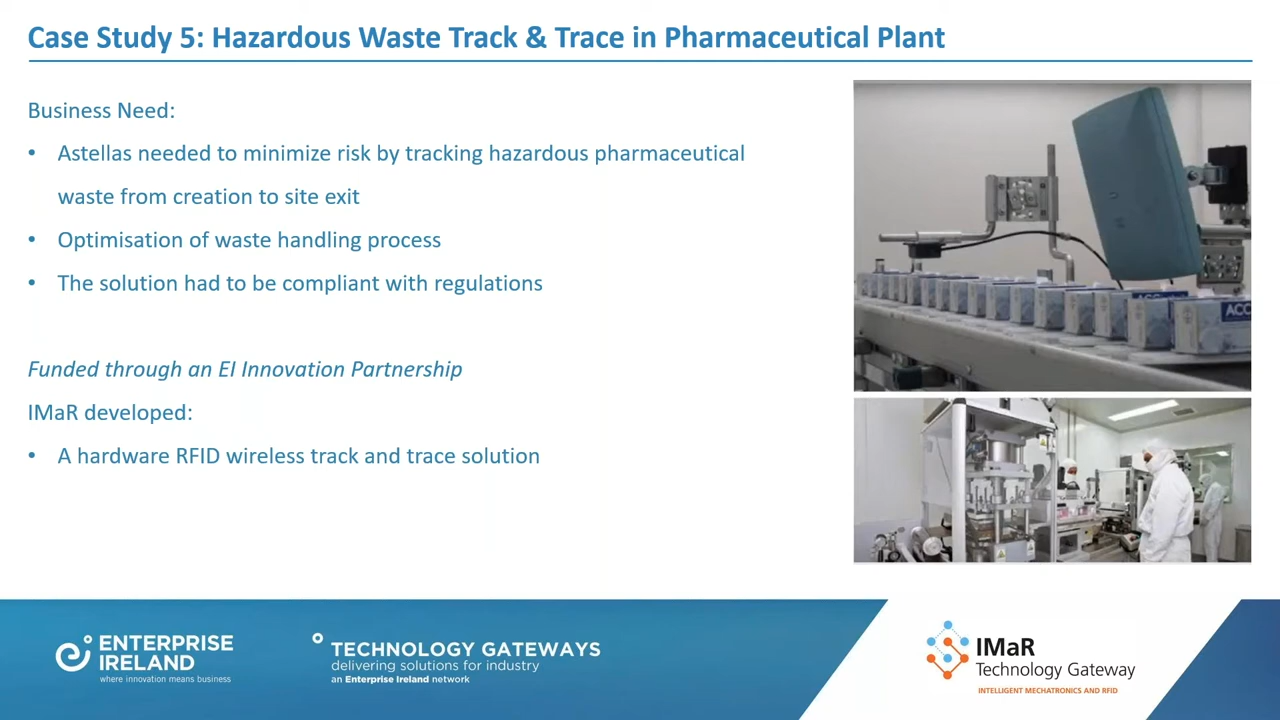 Case Study 5: Hazardous Waste Track & Trace in Pharmaceutical Plant
Business Need:
• Astellas needed to minimize risk by tracking hazardous pharmaceutical
waste from creation to site exit
• Optimisation of waste handling process
• The solution had to be compliant with regulations
Funded through an EI Innovation Partnership
IMaR developed:
• A hardware RFID wireless track and trace solution
ACC
ENTERPRISE
IRELAND
where innovation means business
TECHNOLOGY GATEWAYS
delivering solutions for industry
an Enterprise Ireland network
IMaR
Technology Gateway
INTELLIGENT MECHATRONICS AND RFID